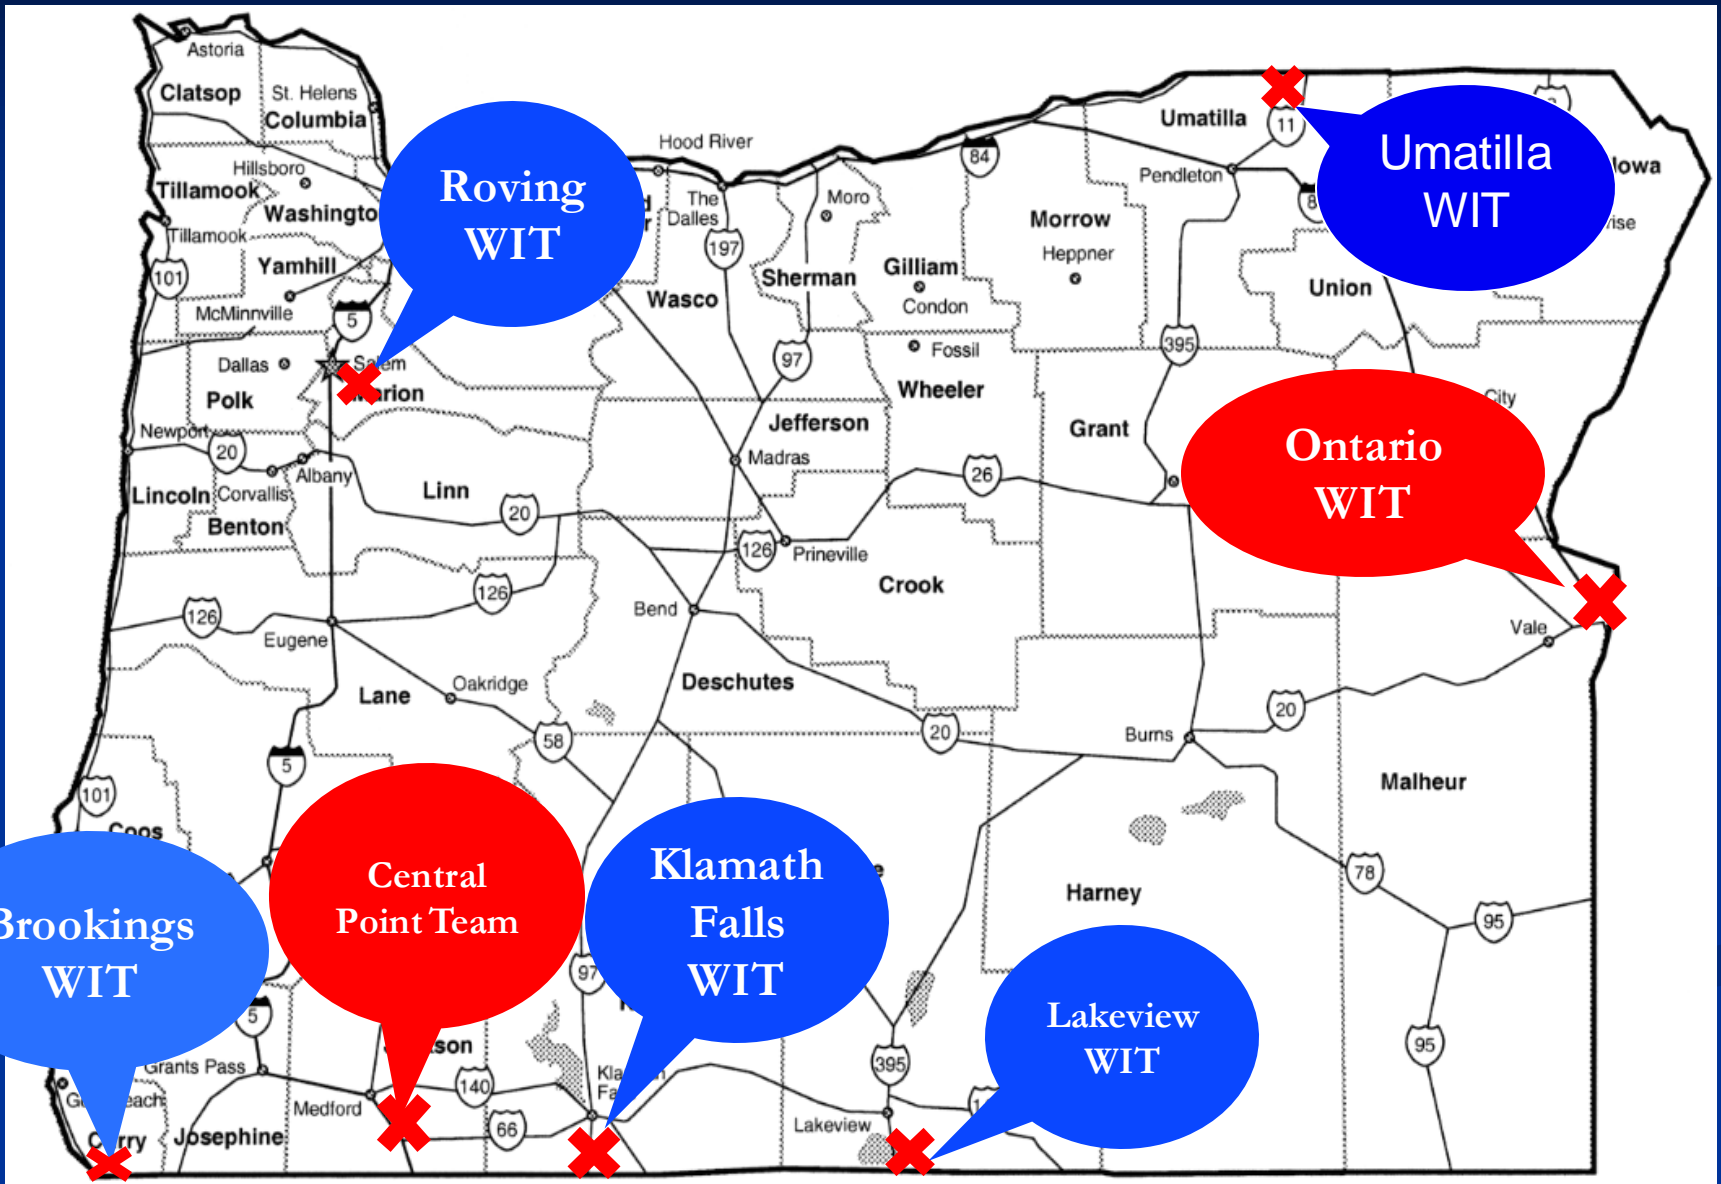 Astoria
Clatsop
St. Helens
Columbia
Hood River
Umatilla
11
84
Umatilla
WIT
Roving
WIT
Hillsboro
Tillamook
Washingto
Tillamook
The
Dalles
Moro
Pendleton
Morrow
Heppner
101
Yamhill
197
Sherman
Gilliam
Condon
Union
McMinnville
5
Wasco
Dallas
Salem
97
Fossil
395
Polk
Wheeler
Newport
20
Jefferson
Grant
City
Ontario
WIT
Albany
Madras
26
Lincoln
Corvallis
Linn
20
Benton
126
Prineville
Crook
126
126
Bend
Eugene
Vale
Lane
Oakridge
Deschutes
20
58
20
Burns
5
101
Malheur
Coos
Central
Point Team
Klamath
Falls
WIT
78
Harney
95
Brookings
WIT
97
5
Lakeview
WIT
Grants Pass
395
95
140
Medford
66
Lakeview
Curry
Josephine